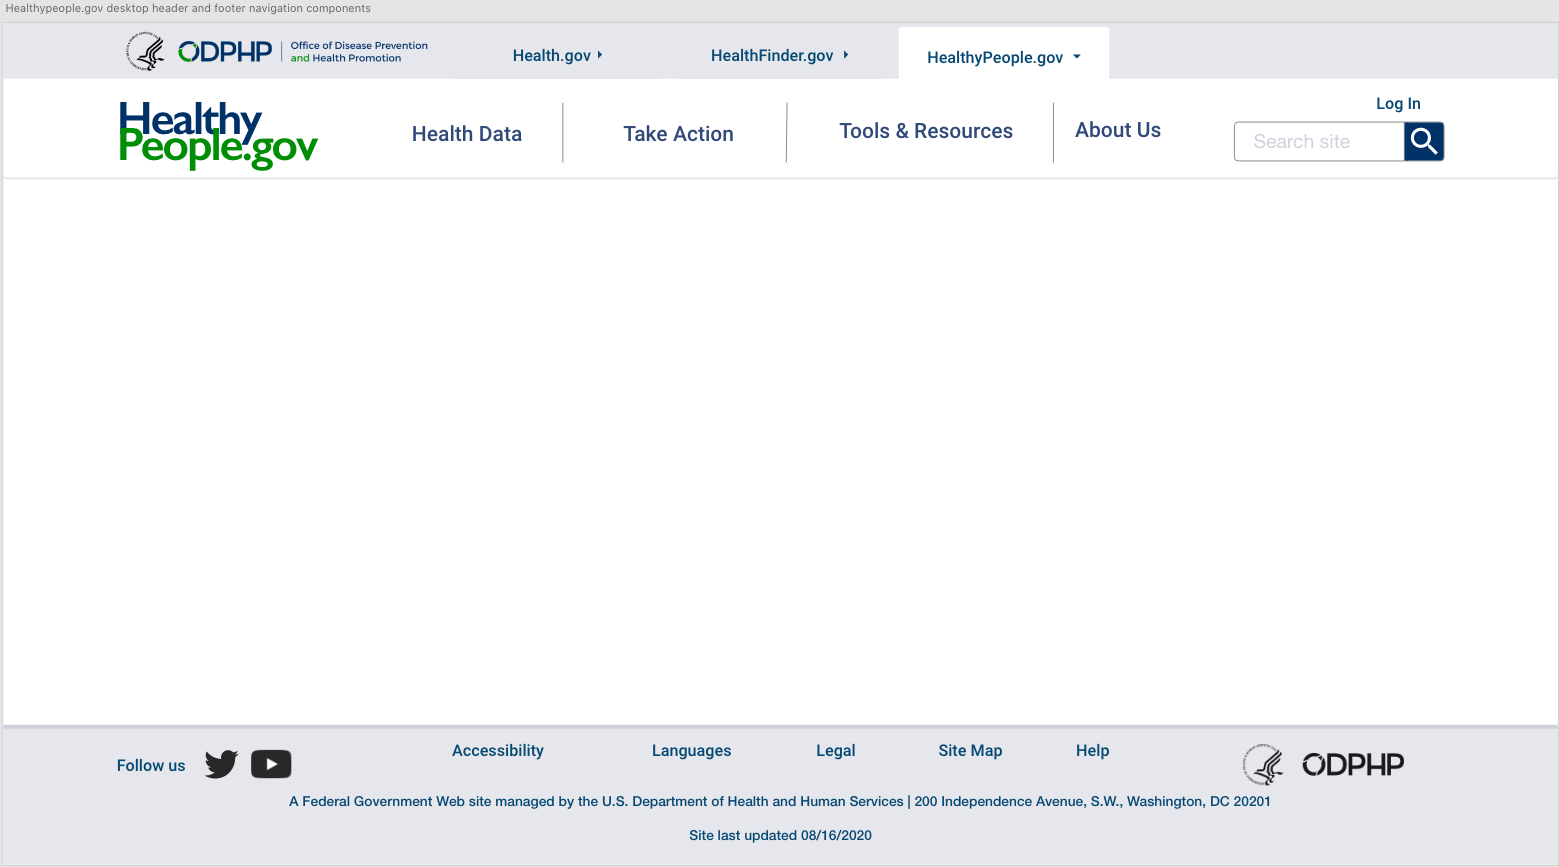 Healthypeople.gov desktop header and footer navigation components
ODPHP
Office of Disease Prevention
and Health Promotion
Health.gov
HealthFinder.gov
HealthyPeople.gov
Healthy
People.gov
Health Data
Take Action
Tools & Resources
About Us
Log In
Search site
Follow us
Accessibility
Languages
Legal
Site Map
Help
ODPHP
A Federal Government Web site managed by the U.S. Department of Health and Human Services | 200 Independence Avenue, S.W., Washington, DC 20201
Site last updated 08/16/2020